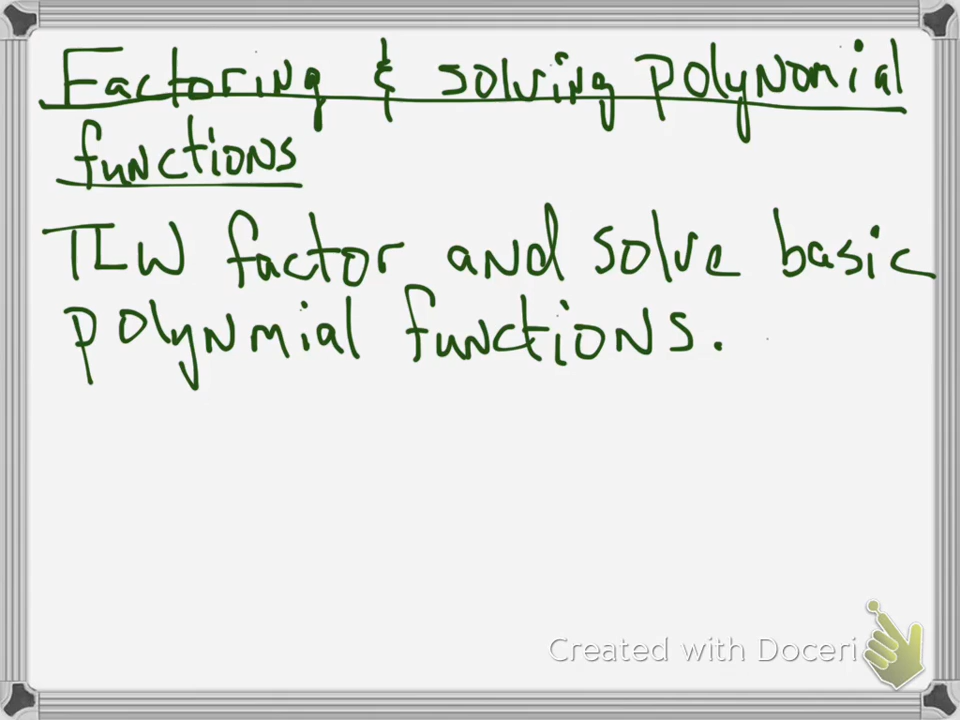 Factoring & solving polynomial
functions
TLW factor and solve basic
polynmial functions.
Created with Doceri